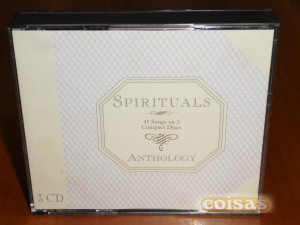 SPIRITUALS
45 Songs on 3
Compact Discs
ANTHOLOGY
3 CD
coisas